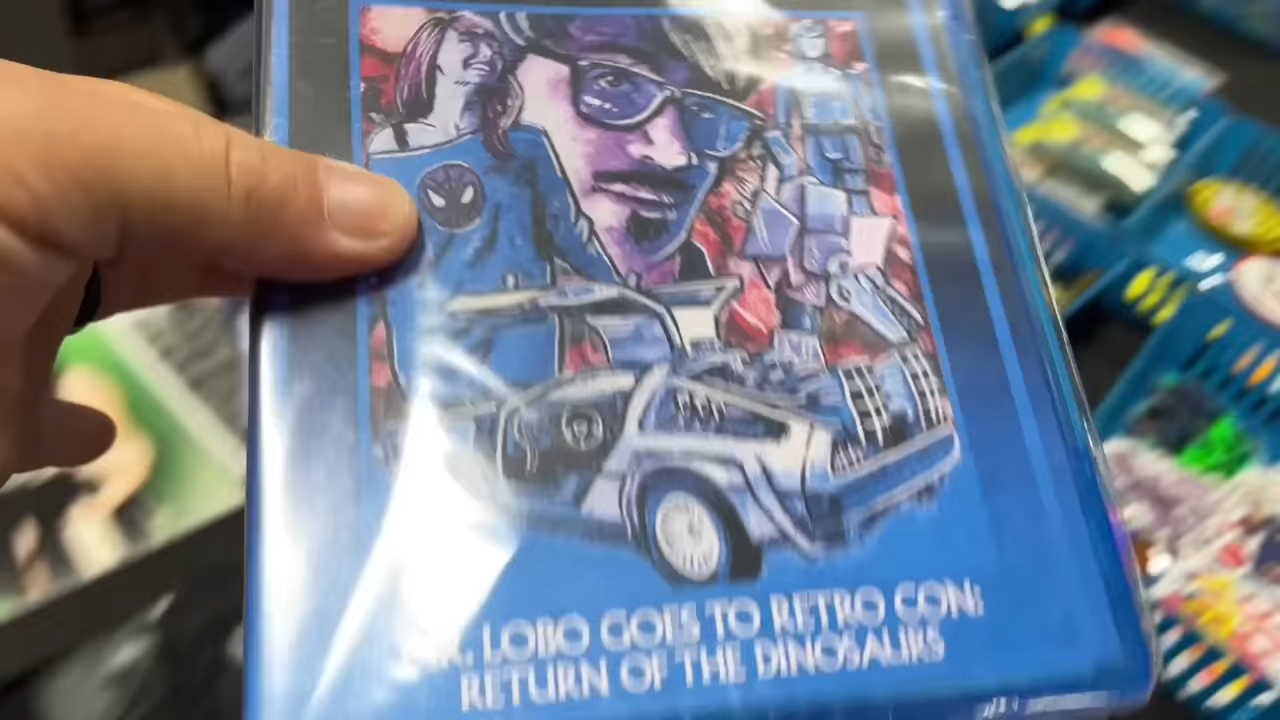 LOBO GOES TO RETRO CON:
RETURN OF THE DINOSAURS